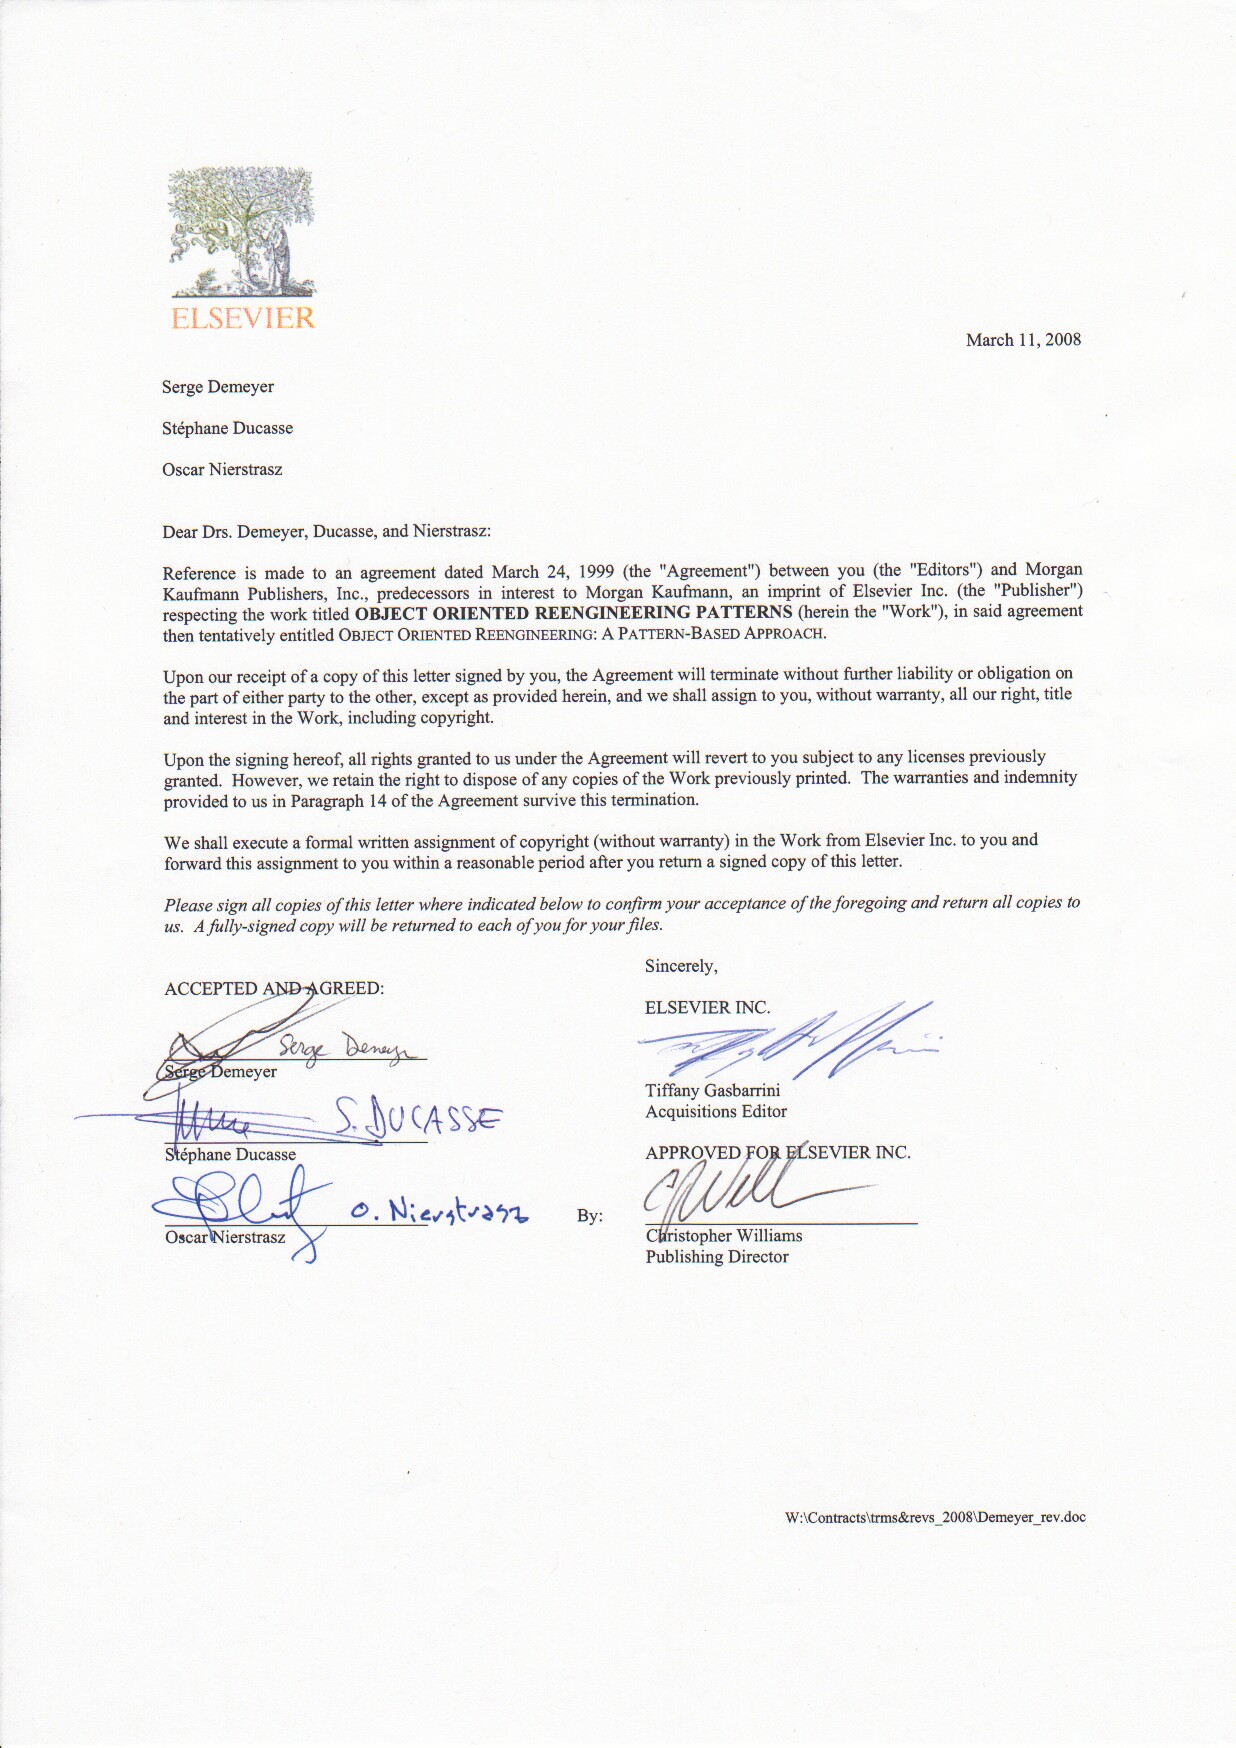 ELSEVIER
March 11, 2008
Serge Demeyer
Stéphane Ducasse
Oscar Nierstrasz
Dear Drs. Demeyer, Ducasse, and Nierstrasz:
Reference is made to an agreement dated March 24, 1999 (the "Agreement") between you (the "Editors") and Morgan
Kaufmann Publishers, Inc., predecessors in interest to Morgan Kaufmann, an imprint of Elsevier Inc. (the "Publisher")
respecting the work titled OBJECT ORIENTED REENGINEERING PATTERNS (herein the "Work"), in said agreement
then tentatively entitled OBJECT ORIENTED REENGINEERING: A PATTERN-BASED APPROACH.
Upon our receipt of a copy of this letter signed by you, the Agreement will terminate without further liability or obligation on
the part of either party to the other, except as provided herein, and we shall assign to you, without warranty, all our right, title
and interest in the Work, including copyright.
Upon the signing hereof, all rights granted to us under the Agreement will revert to you subject to any licenses previously
granted. However, we retain the right to dispose of any copies of the Work previously printed. The warranties and indemnity
provided to us in Paragraph 14 of the Agreement survive this termination.
We shall execute a formal written assignment of copyright (without warranty) in the Work from Elsevier Inc. to you and
forward this assignment to you within a reasonable period after you return a signed copy of this letter.
Please sign all copies of this letter where indicated below to confirm your acceptance of the foregoing and return all copies to
us. A fully-signed copy will be returned to each of you for your files.
ACCEPTED AND AGREED:
Serge Demeyer
Serge Demeyer
S. DUCASSE
Stéphane Ducasse
O. Nierstrasz
Oscar Nierstrasz
Sincerely,
ELSEVIER INC.
Tiffany Gasbarrini
Acquisitions Editor
APPROVED FOR ELSEVIER INC.
By:
Christopher Williams
Publishing Director
W:\Contracts\trms&revs_2008\Demeyer_rev.doc